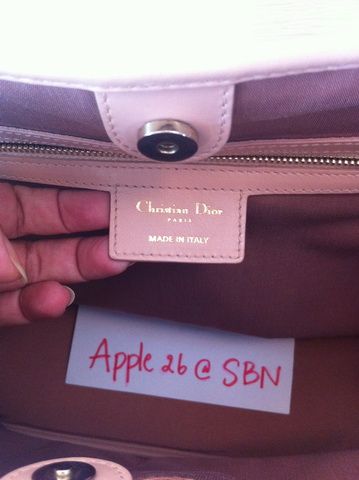 Christian Dior
PARIS
MADE IN ITALY
Apple 26 @ SBN